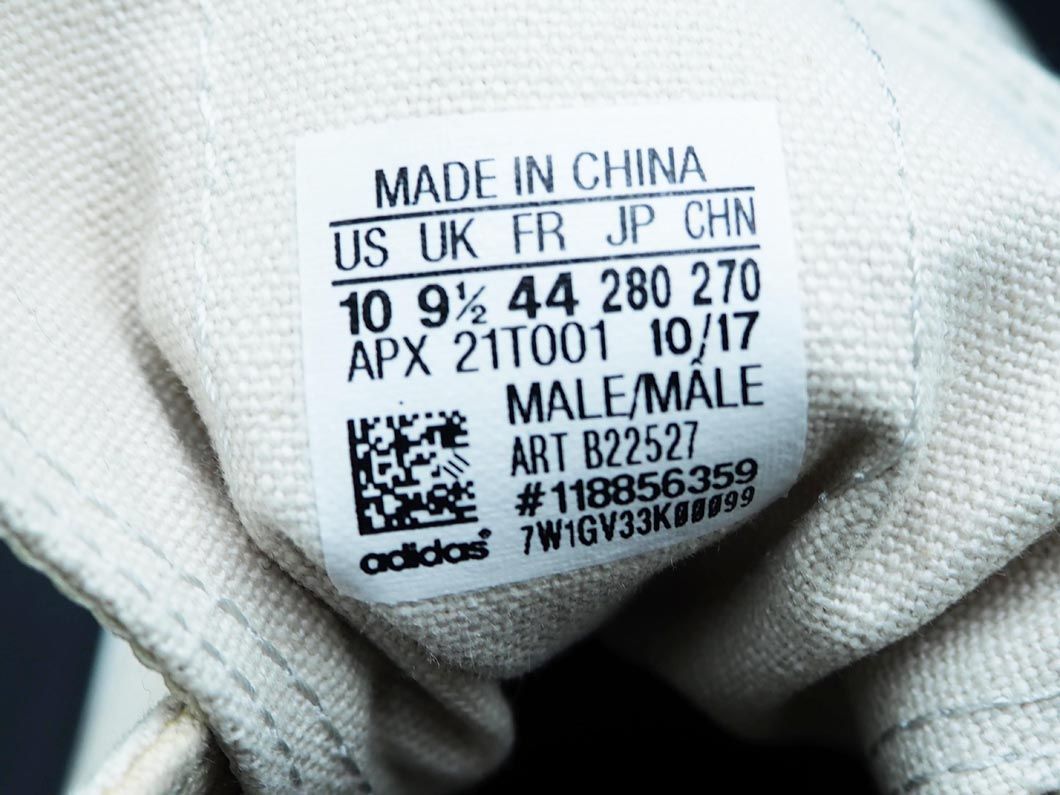 MADE IN CHINA
US UK FR JP CHN
10 9½ 44 280 270
APX 21T001 10/17
MALE/MÂLE
ART B22527
#118856359
7W1GV33K00099
adidas®